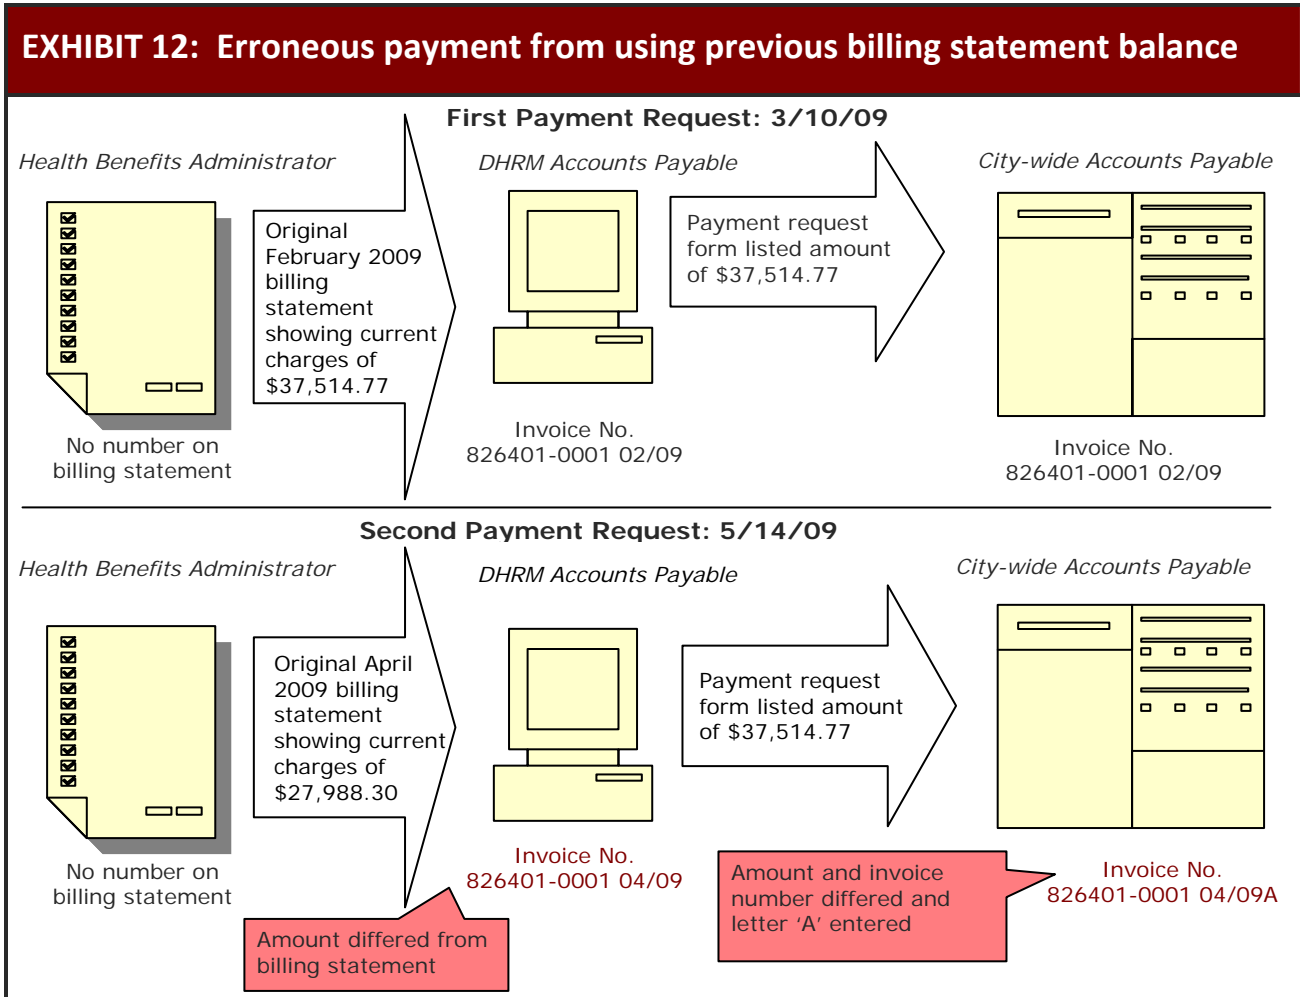 EXHIBIT 12: Erroneous payment from using previous billing statement balance
First Payment Request: 3/10/09
Health Benefits Administrator
DHRM Accounts Payable
City-wide Accounts Payable
Original
February 2009
billing
statement
showing current
charges of
$37,514.77
Payment request
form listed amount
of $37,514.77
No number on
billing statement
Invoice No.
826401-0001 02/09
Invoice No.
826401-0001 02/09
Second Payment Request: 5/14/09
Health Benefits Administrator
DHRM Accounts Payable
City-wide Accounts Payable
Original April
2009 billing
statement
showing current
charges of
$27,988.30
Payment request
form listed amount
of $37,514.77
No number on
billing statement
Invoice No.
826401-0001 04/09
Invoice No.
826401-0001 04/09A
Amount differed from
billing statement
Amount and invoice
number differed and
letter ‘A’ entered